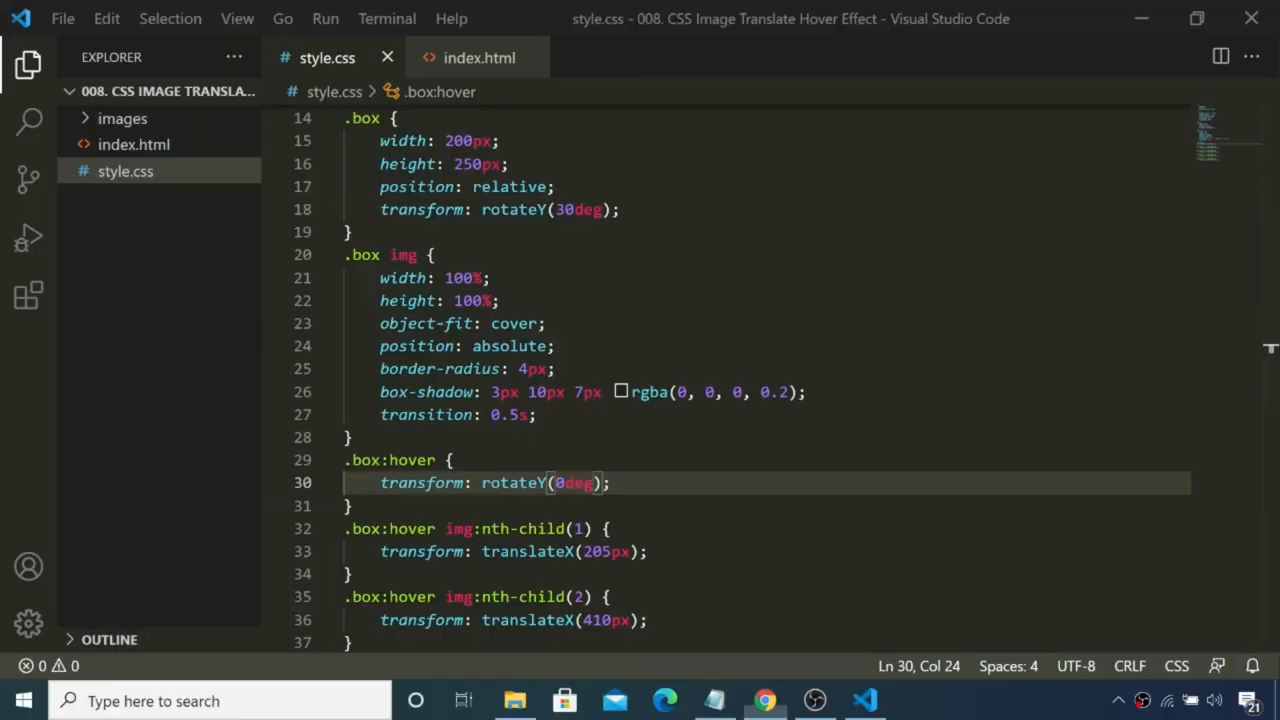 File Edit Selection View Go Run Terminal Help style.css - 008. CSS Image Translate Hover Effect - Visual Studio Code
EXPLORER ··· # style.css × <> index.html ···
008. CSS IMAGE TRANSLA... # style.css > .box:hover
images
<> index.html
# style.css
14 .box {
15 width: 200px;
16 height: 250px;
17 position: relative;
18 transform: rotateY(30deg);
19 }
20 .box img {
21 width: 100%;
22 height: 100%;
23 object-fit: cover;
24 position: absolute;
25 border-radius: 4px;
26 box-shadow: 3px 10px 7px rgba(0, 0, 0, 0.2);
27 transition: 0.5s;
28 }
29 .box:hover {
30 transform: rotateY(0deg);
31 }
32 .box:hover img:nth-child(1) {
33 transform: translateX(205px);
34 }
35 .box:hover img:nth-child(2) {
36 transform: translateX(410px);
37 }
OUTLINE
0 0 Ln 30, Col 24 Spaces: 4 UTF-8 CRLF CSS
Type here to search 21